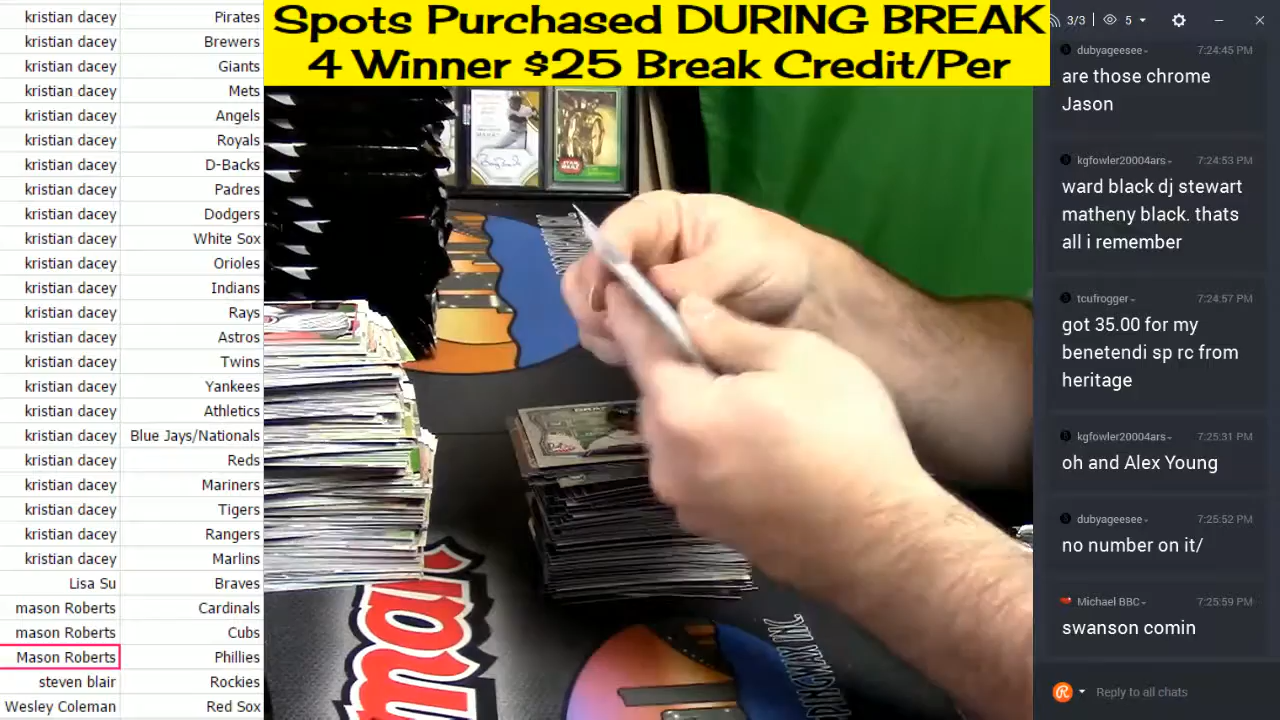 Spots Purchased DURING BREAK
4 Winner $25 Break Credit/Per
kristian dacey Pirates
kristian dacey Brewers
kristian dacey Giants
kristian dacey Mets
kristian dacey Angels
kristian dacey Royals
kristian dacey D-Backs
kristian dacey Padres
kristian dacey Dodgers
kristian dacey White Sox
kristian dacey Orioles
kristian dacey Indians
kristian dacey Rays
kristian dacey Astros
kristian dacey Twins
kristian dacey Yankees
kristian dacey Athletics
kristian dacey Blue Jays/Nationals
kristian dacey Reds
kristian dacey Mariners
kristian dacey Tigers
kristian dacey Rangers
kristian dacey Marlins
Lisa Su Braves
mason Roberts Cardinals
mason Roberts Cubs
Mason Roberts Phillies
steven blair Rockies
Wesley Coleman Red Sox
STAR WARS
3/3 5
dubyageesee 7:24:45 PM
are those chrome
Jason
kgfowler20004ars 7:24:53 PM
ward black dj stewart
matheny black. thats
all i remember
tcufrogger 7:24:57 PM
got 35.00 for my
benetendi sp rc from
heritage
kgfowler20004ars 7:25:31 PM
oh and Alex Young
dubyageesee 7:25:52 PM
no number on it/
Michael BBC 7:25:59 PM
swanson comin
Reply to all chats